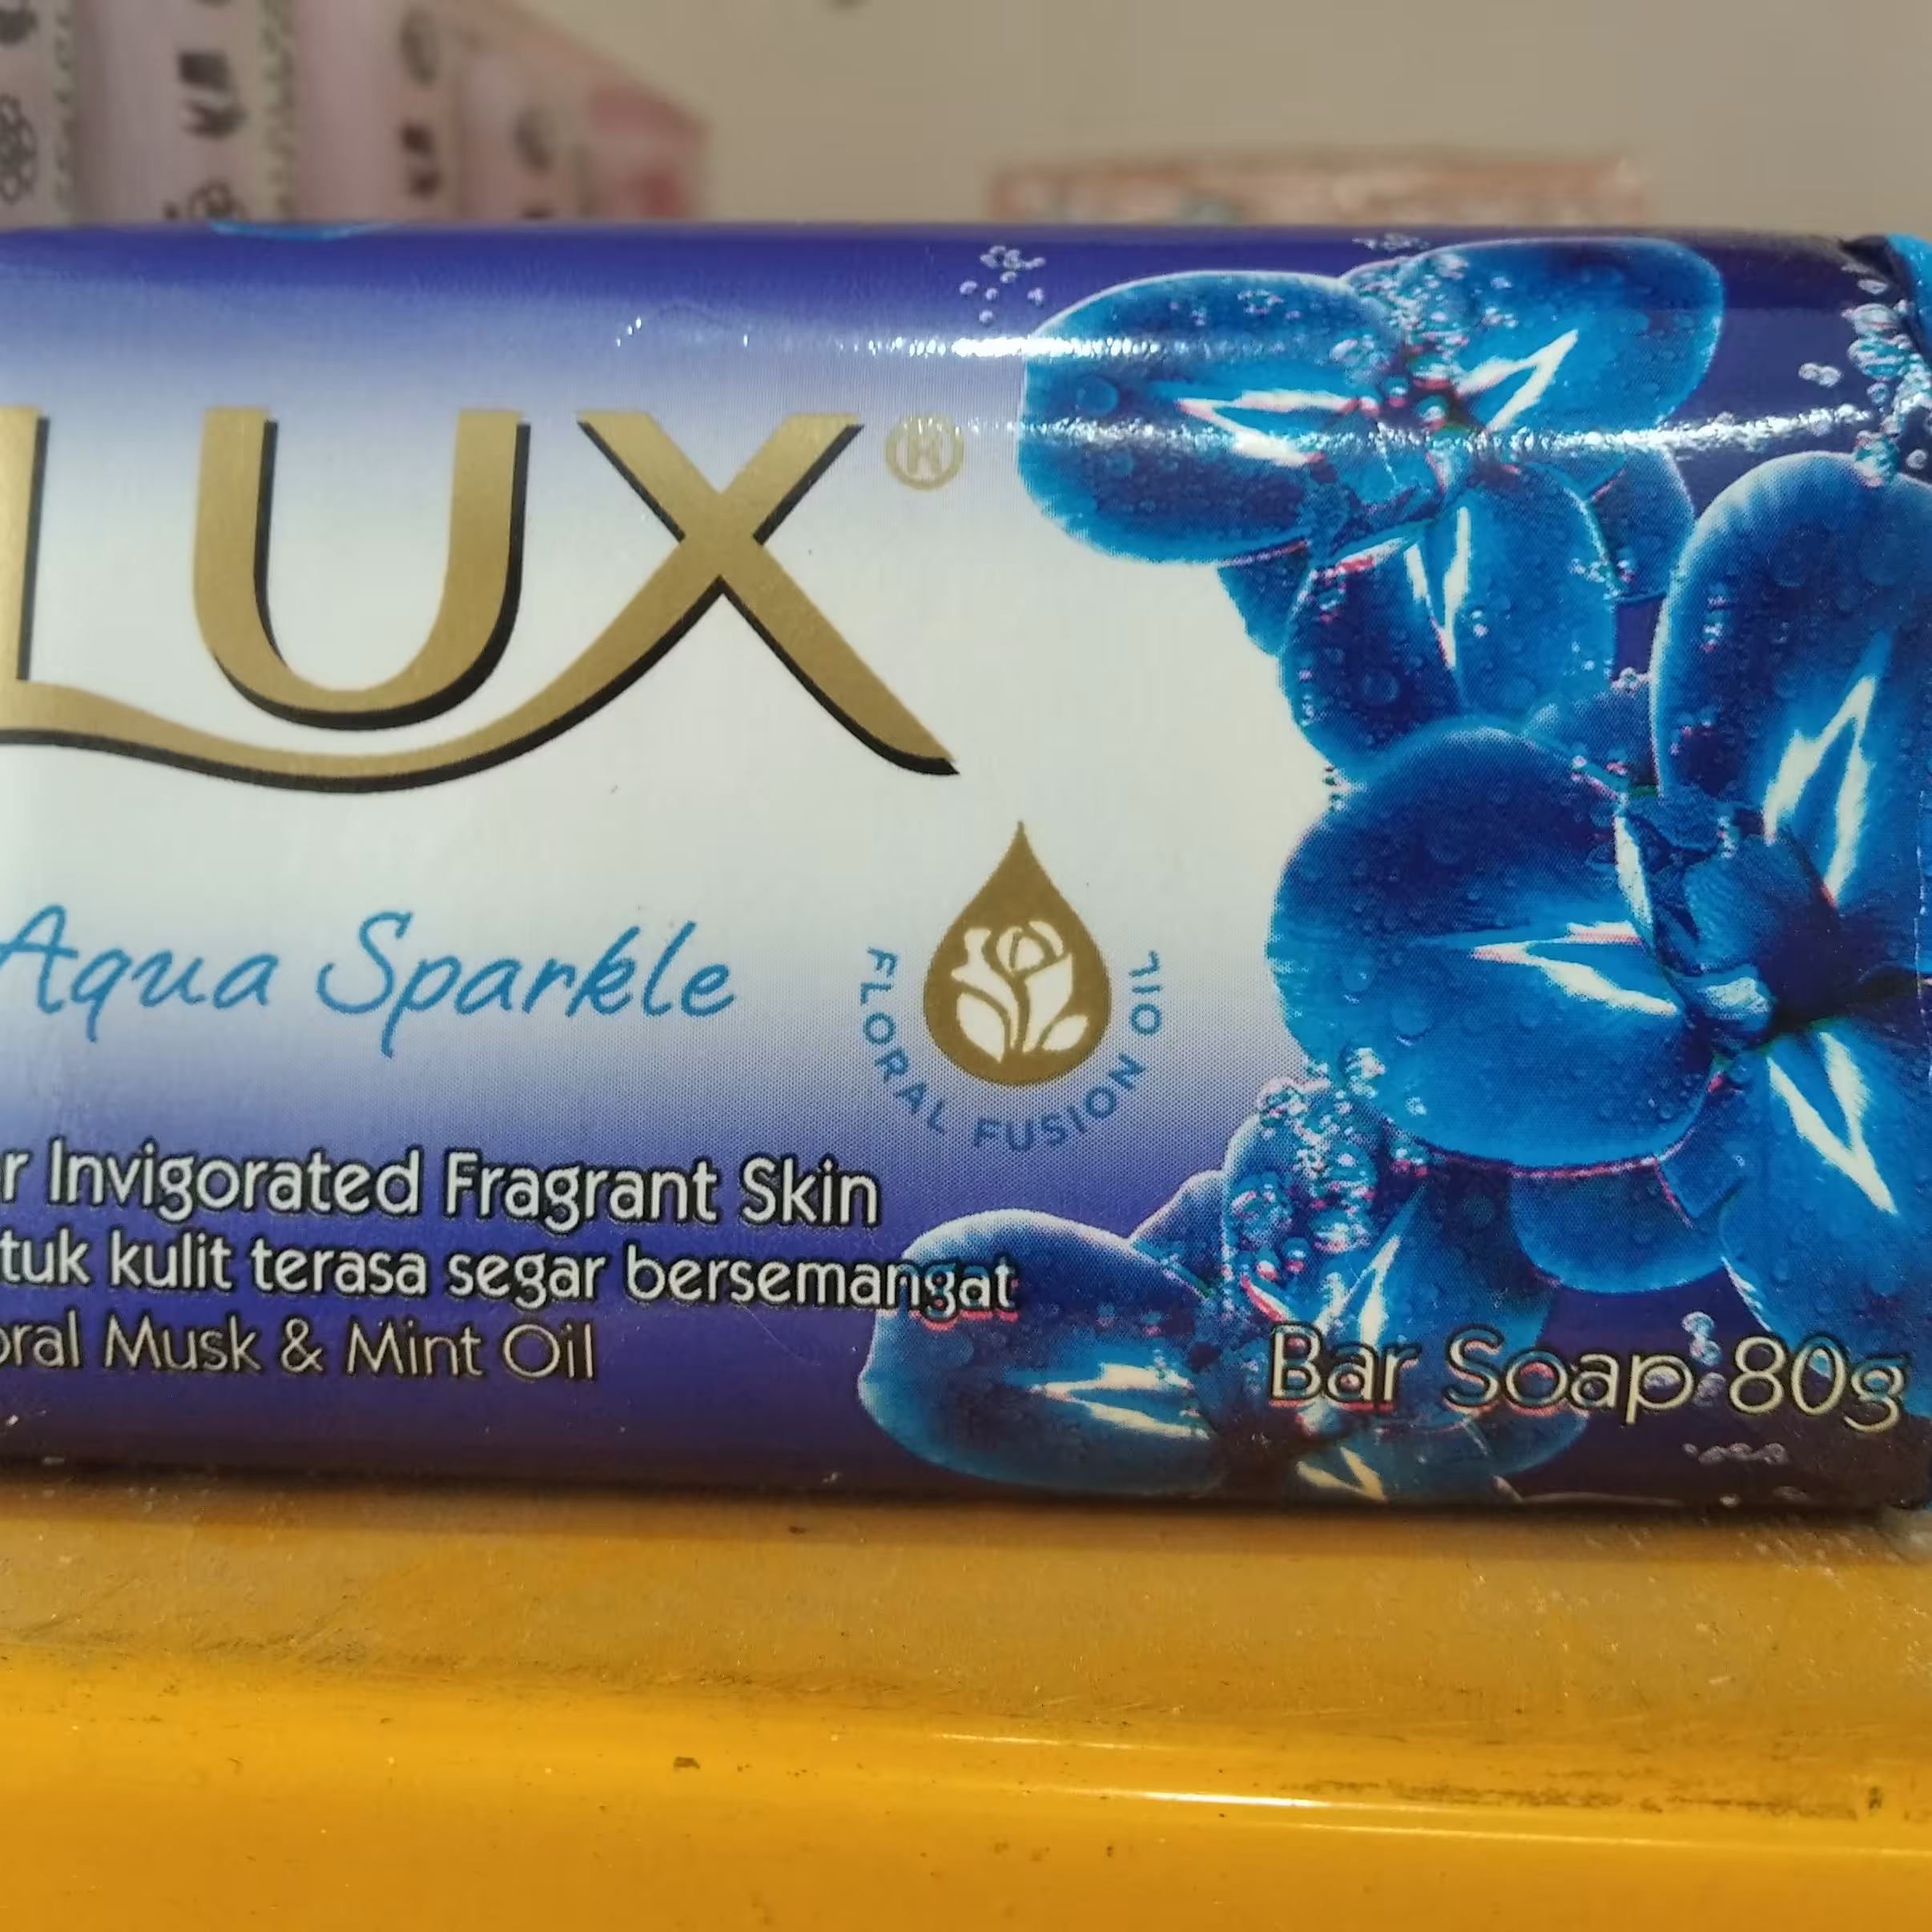 LUX®
Aqua Sparkle
FLORAL FUSION OIL
r Invigorated Fragrant Skin
tuk kulit terasa segar bersemangat
oral Musk & Mint Oil
Bar Soap 80g